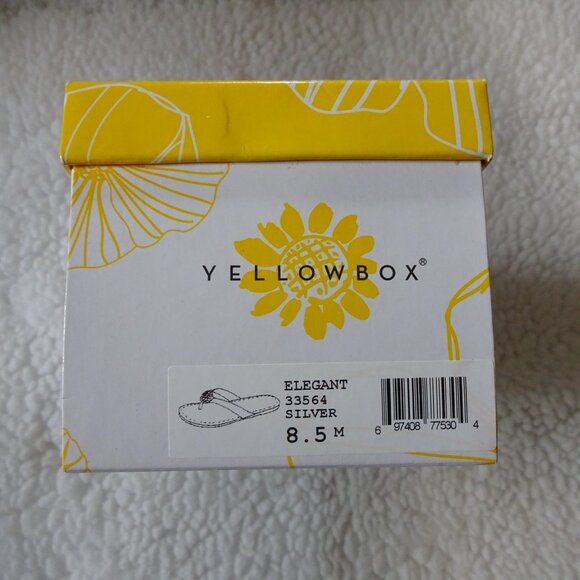 YELLOWBOX®
ELEGANT
33564
SILVER
8.5 M
6 97408 77530 4